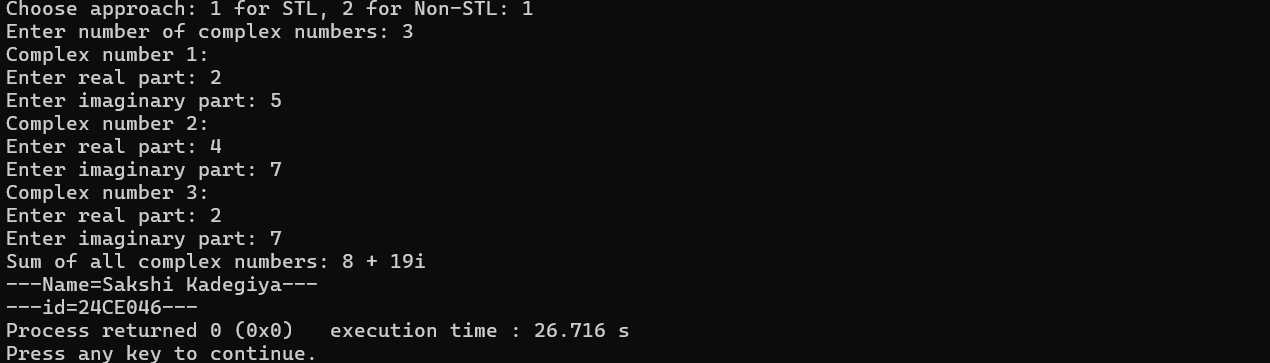 Choose approach: 1 for STL, 2 for Non-STL: 1
Enter number of complex numbers: 3
Complex number 1:
Enter real part: 2
Enter imaginary part: 5
Complex number 2:
Enter real part: 4
Enter imaginary part: 7
Complex number 3:
Enter real part: 2
Enter imaginary part: 7
Sum of all complex numbers: 8 + 19i
---Name=Sakshi Kadegiya---
---id=24CE046---
Process returned 0 (0x0)   execution time : 26.716 s
Press any key to continue.